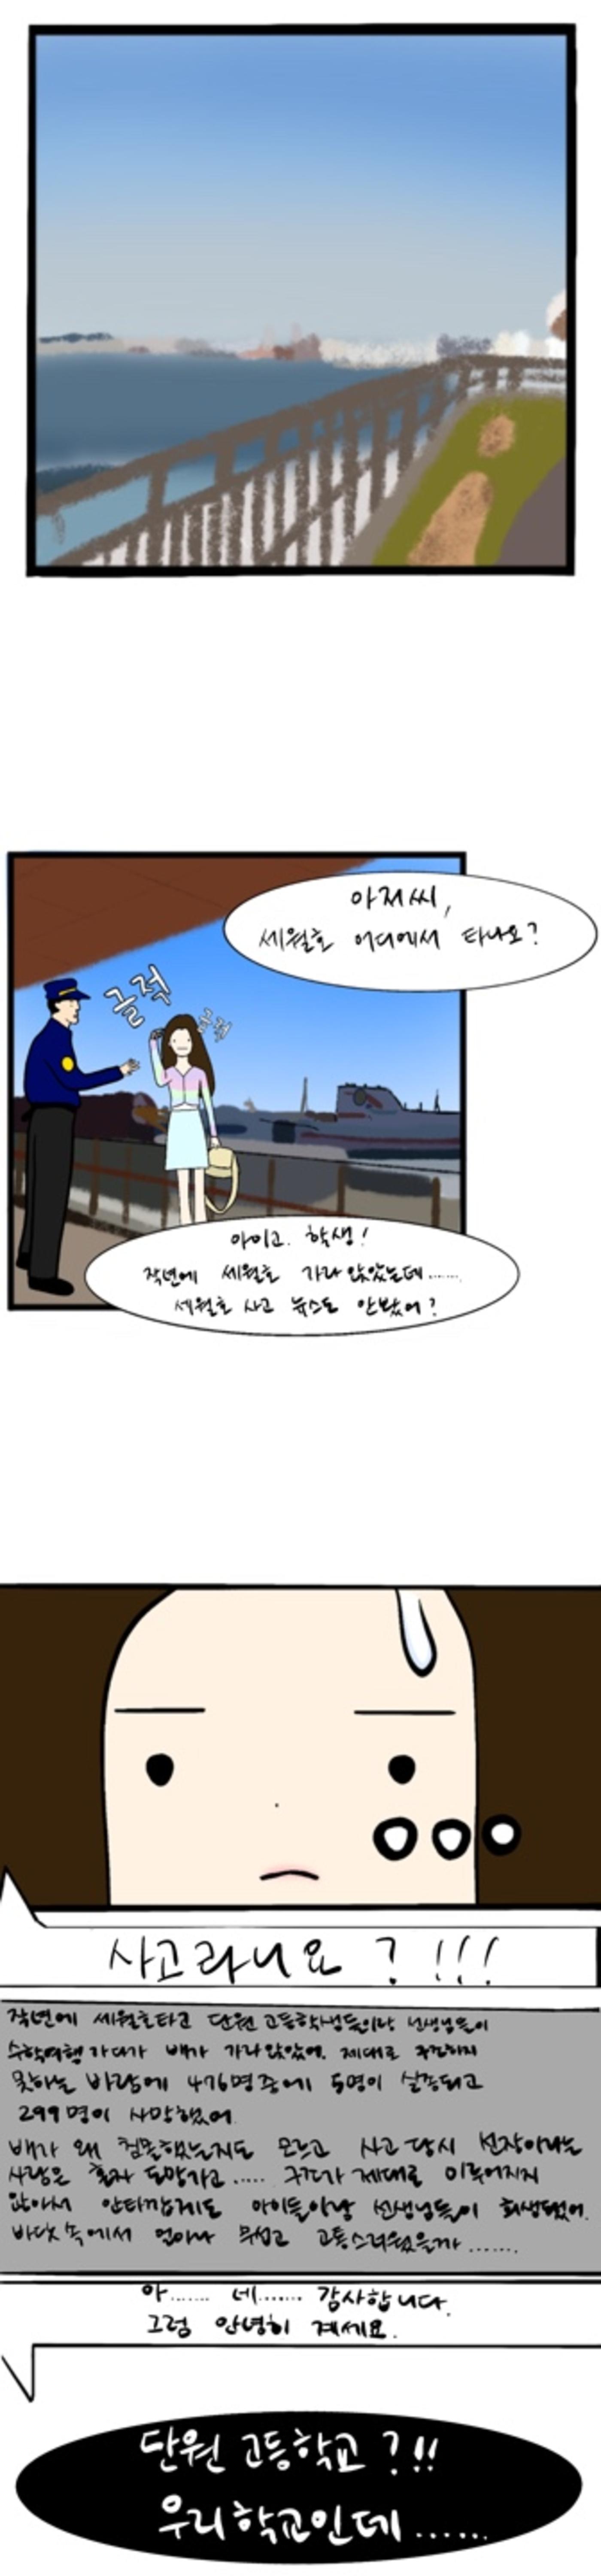 아저씨,
세월호 어디에서 타나요?
긁적
긁적
아이고. 학생!
작년에 세월호 가라앉았는데.......
세월호 사고 뉴스도 안봤어?
사고라니요?!!!
작년에 세월호타고 단원고등학생들이랑 선생님들이
수학여행 가다가 배가 가라앉았어. 제대로 구조하지
못하는 바람에 476명중에 5명이 실종되고
299명이 사망했어.
배가 왜 침몰했는지도 모르고 사고 당시 선장이라는
사람은 혼자 도망가고..... 구조가 제대로 이루어지지
않아서 안타깝게도 아이들이랑 선생님들이 희생됐어.
바닷속에서 얼마나 무섭고 고통스러웠을까.......
아....... 네....... 감사합니다.
그럼 안녕히 계세요.
단원고등학교?!!
우리학교인데......